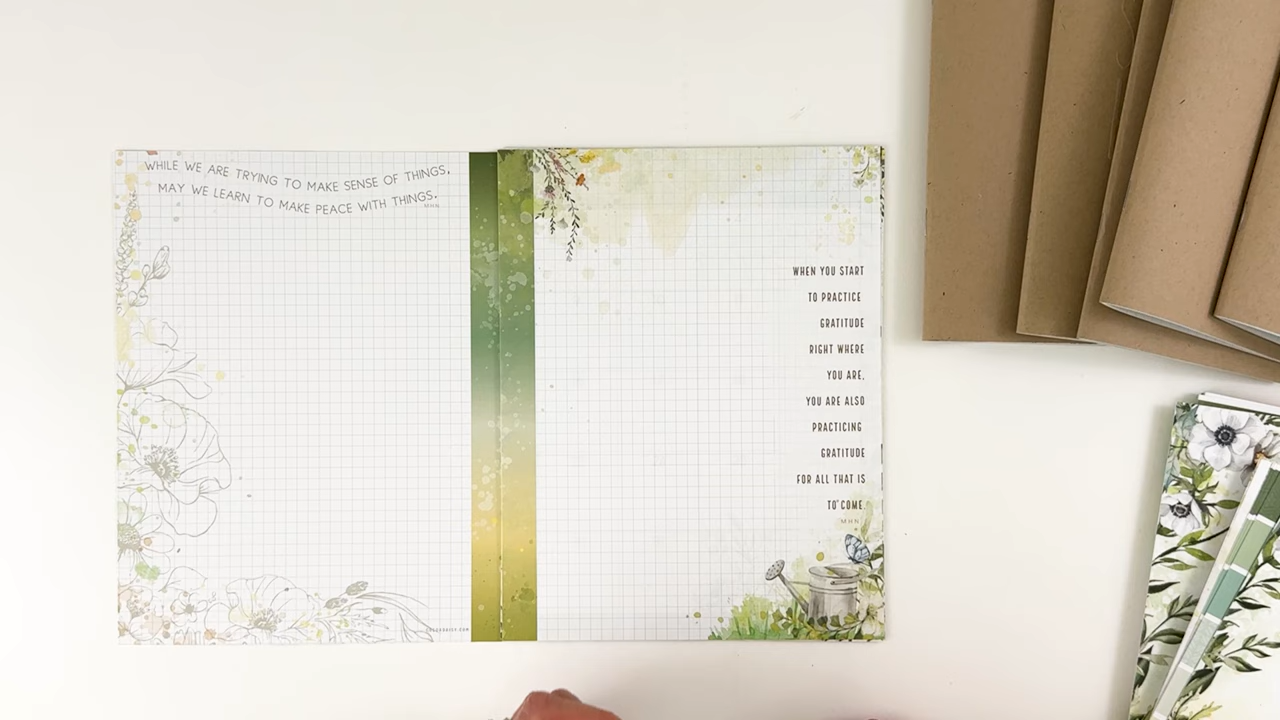 WHILE WE ARE TRYING TO MAKE SENSE OF THINGS,
MAY WE LEARN TO MAKE PEACE WITH THINGS.
MHN
WHEN YOU START
TO PRACTICE
GRATITUDE
RIGHT WHERE
YOU ARE,
YOU ARE ALSO
PRACTICING
GRATITUDE
FOR ALL THAT IS
TO COME.
MHN